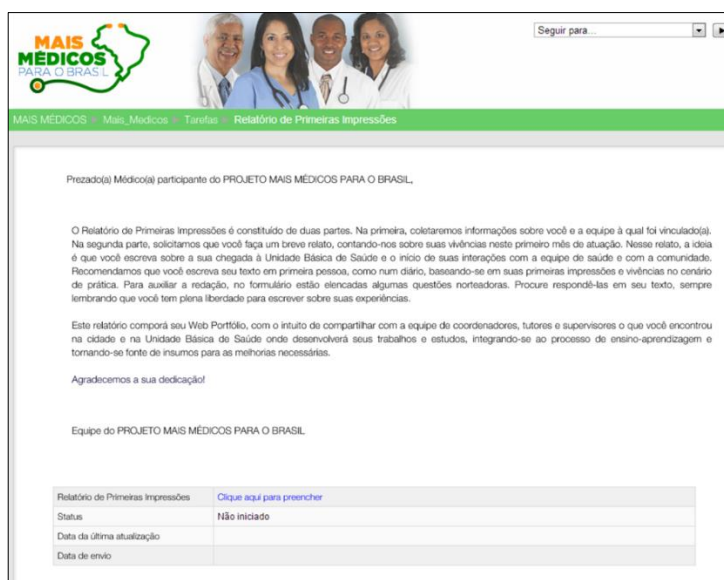 MAIS
MÉDICOS
PARA O BRASIL
Seguir para...
MAIS MÉDICOS Mais_Medicos Tarefas Relatório de Primeiras Impressões
Prezado(a) Médico(a) participante do PROJETO MAIS MÉDICOS PARA O BRASIL,
O Relatório de Primeiras Impressões é constituído de duas partes. Na primeira, coletaremos informações sobre você e a equipe à qual foi vinculado(a).
Na segunda parte, solicitamos que você faça um breve relato, contando-nos sobre suas vivências neste primeiro mês de atuação. Nesse relato, a ideia
é que você escreva sobre a sua chegada à Unidade Básica de Saúde e o início de suas interações com a equipe de saúde e com a comunidade.
Recomendamos que você escreva seu texto em primeira pessoa, como num diário, baseando-se em suas primeiras impressões e vivências no cenário
de prática. Para auxiliar a redação, no formulário estão elencadas algumas questões norteadoras. Procure respondê-las em seu texto, sempre
lembrando que você tem plena liberdade para escrever sobre suas experiências.
Este relatório comporá seu Web Portfólio, com o intuito de compartilhar com a equipe de coordenadores, tutores e supervisores o que você encontrou
na cidade e na Unidade Básica de Saúde onde desenvolverá seus trabalhos e estudos, integrando-se ao processo de ensino-aprendizagem e
tornando-se fonte de insumos para as melhorias necessárias.
Agradecemos a sua dedicação!
Equipe do PROJETO MAIS MÉDICOS PARA O BRASIL
Relatório de Primeiras Impressões Clique aqui para preencher
Status Não iniciado
Data da última atualização
Data de envio